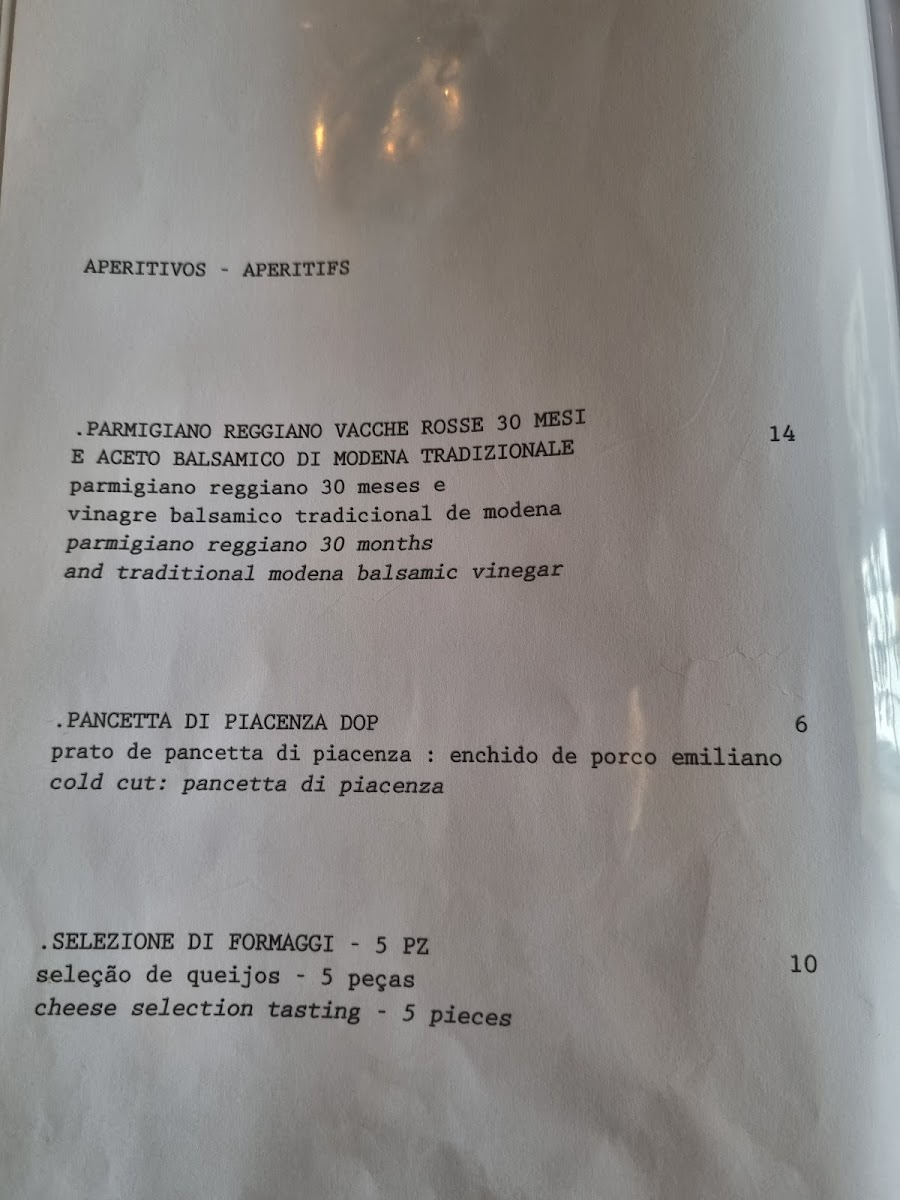 APERITIVOS - APERITIFS
.PARMIGIANO REGGIANO VACCHE ROSSE 30 MESI
E ACETO BALSAMICO DI MODENA TRADIZIONALE
14
parmigiano reggiano 30 meses e
vinagre balsamico tradicional de modena
parmigiano reggiano 30 months
and traditional modena balsamic vinegar
.PANCETTA DI PIACENZA DOP
6
prato de pancetta di piacenza : enchido de porco emiliano
cold cut: pancetta di piacenza
.SELEZIONE DI FORMAGGI - 5 PZ
10
seleção de queijos - 5 peças
cheese selection tasting - 5 pieces